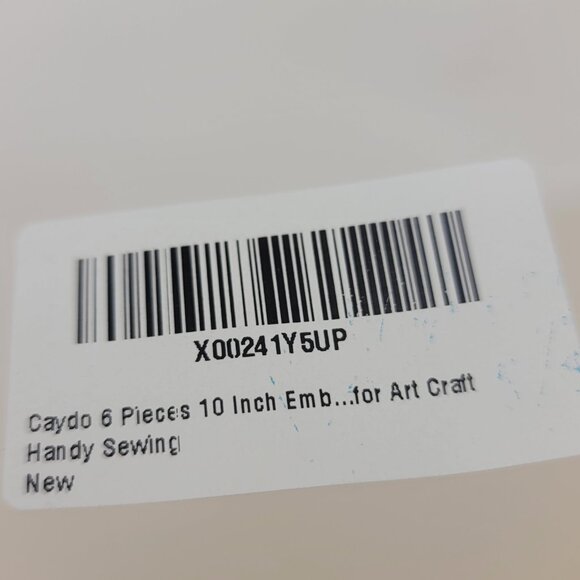 X00241Y5UP
Caydo 6 Pieces 10 Inch Emb...for Art Craft
Handy Sewing
New